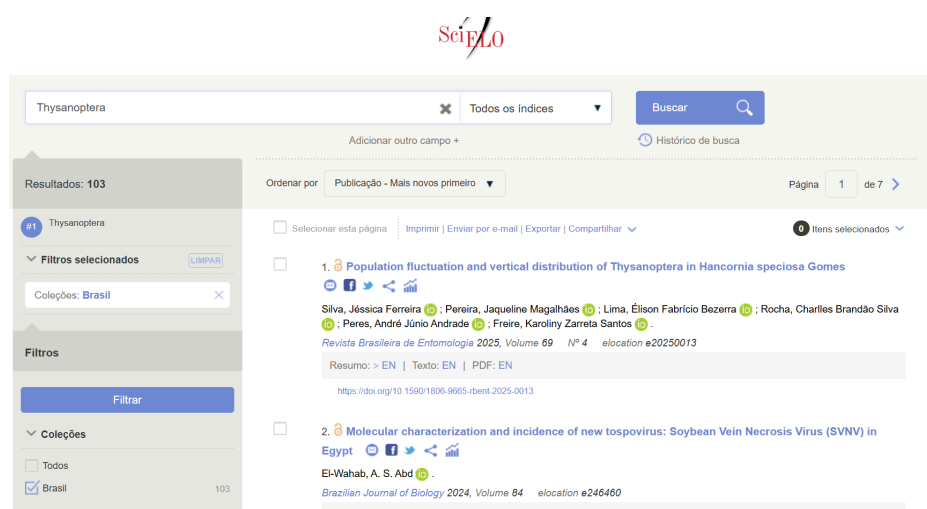 SciELO
Thysanoptera
Todos os índices
Buscar
Adicionar outro campo +
Histórico de busca
Resultados: 103
Ordenar por
Publicação - Mais novos primeiro
Página 1 de 7
#1 Thysanoptera
Selecionar esta página
Imprimir | Enviar por e-mail | Exportar | Compartilhar
0 Itens selecionados
Filtros selecionados
LIMPAR
Coleções: Brasil
Filtros
Filtrar
Coleções
Todos
Brasil 103
1. Population fluctuation and vertical distribution of Thysanoptera in Hancornia speciosa Gomes
Silva, Jéssica Ferreira iD ; Pereira, Jaqueline Magalhães iD ; Lima, Élison Fabrício Bezerra iD ; Rocha, Charlles Brandão Silva
iD ; Peres, André Júnio Andrade iD ; Freire, Karoliny Zarreta Santos iD .
Revista Brasileira de Entomologia 2025, Volume 69 Nº 4 elocation e20250013
Resumo: > EN | Texto: EN | PDF: EN
https://doi.org/10.1590/1806-9665-rbent-2025-0013
2. Molecular characterization and incidence of new tospovirus: Soybean Vein Necrosis Virus (SVNV) in
Egypt
El-Wahab, A. S. Abd iD .
Brazilian Journal of Biology 2024, Volume 84 elocation e246460